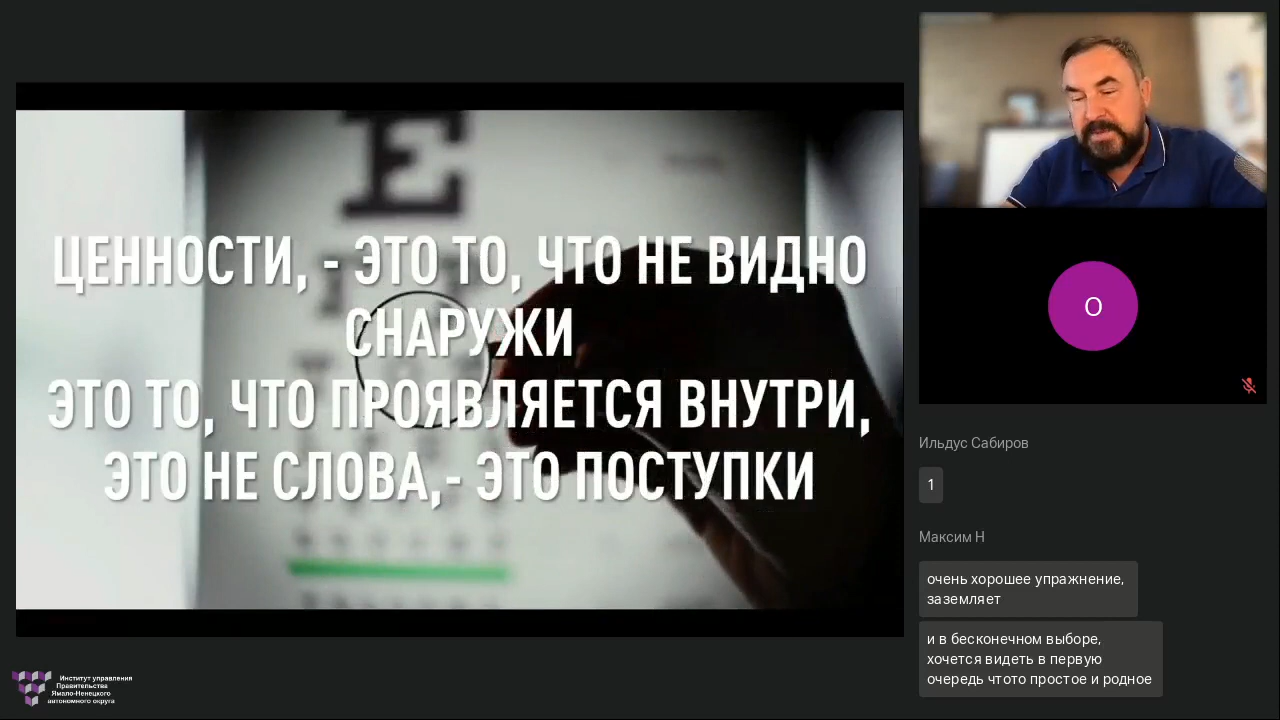 E
ЦЕННОСТИ, - ЭТО ТО, ЧТО НЕ ВИДНО
СНАРУЖИ
ЭТО ТО, ЧТО ПРОЯВЛЯЕТСЯ ВНУТРИ,
ЭТО НЕ СЛОВА,- ЭТО ПОСТУПКИ
Институт управления
Правительства
Ямало-Ненецкого
автономного округа
О
Ильдус Сабиров
1
Максим Н
очень хорошее упражнение,
заземляет
и в бесконечном выборе,
хочется видеть в первую
очередь чтото простое и родное